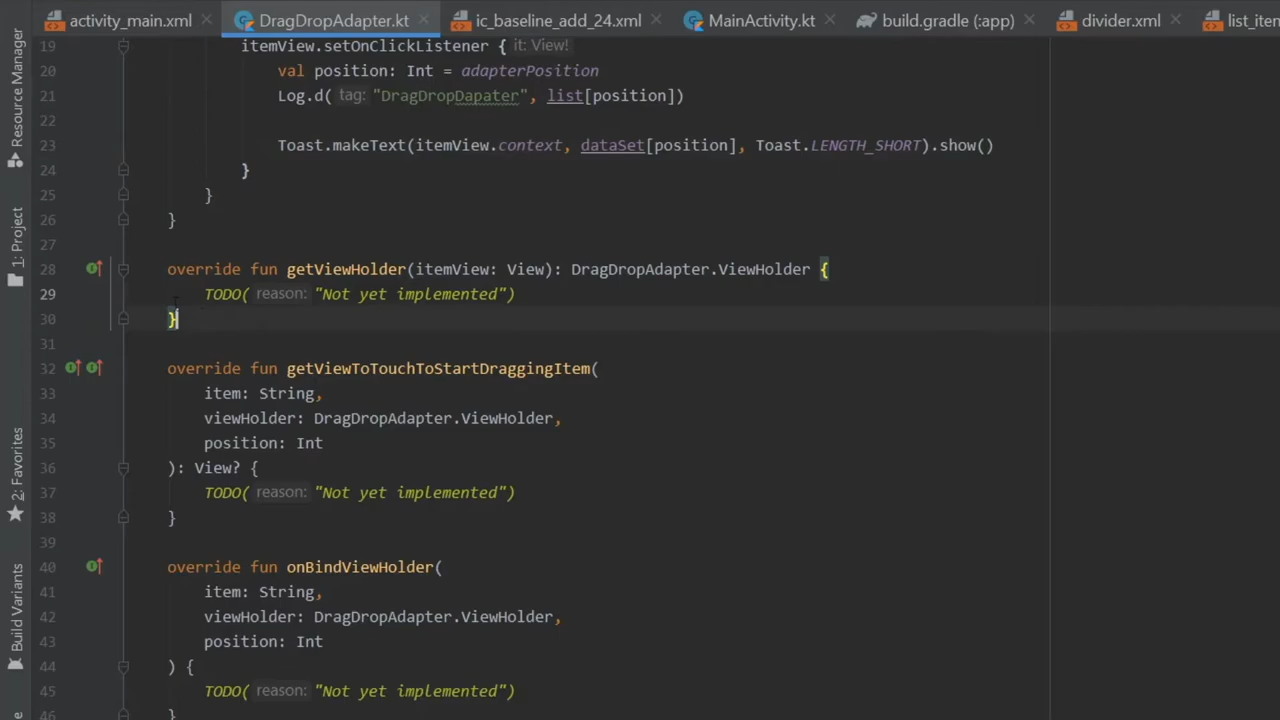 activity_main.xml DragDropAdapter.kt ic_baseline_add_24.xml MainActivity.kt build.gradle (:app) divider.xml list_item
Resource Manager
1: Project
2: Favorites
Build Variants
19 itemView.setOnClickListener { it: View!
20 val position: Int = adapterPosition
21 Log.d( tag: "DragDropDapater", list[position])
22
23 Toast.makeText(itemView.context, dataSet[position], Toast.LENGTH_SHORT).show()
24 }
25 }
26 }
27
28 override fun getViewHolder(itemView: View): DragDropAdapter.ViewHolder {
29 TODO( reason: "Not yet implemented")
30 }
31
32 override fun getViewToTouchToStartDraggingItem(
33 item: String,
34 viewHolder: DragDropAdapter.ViewHolder,
35 position: Int
36 ): View? {
37 TODO( reason: "Not yet implemented")
38 }
39
40 override fun onBindViewHolder(
41 item: String,
42 viewHolder: DragDropAdapter.ViewHolder,
43 position: Int
44 ) {
45 TODO( reason: "Not yet implemented")
46 }